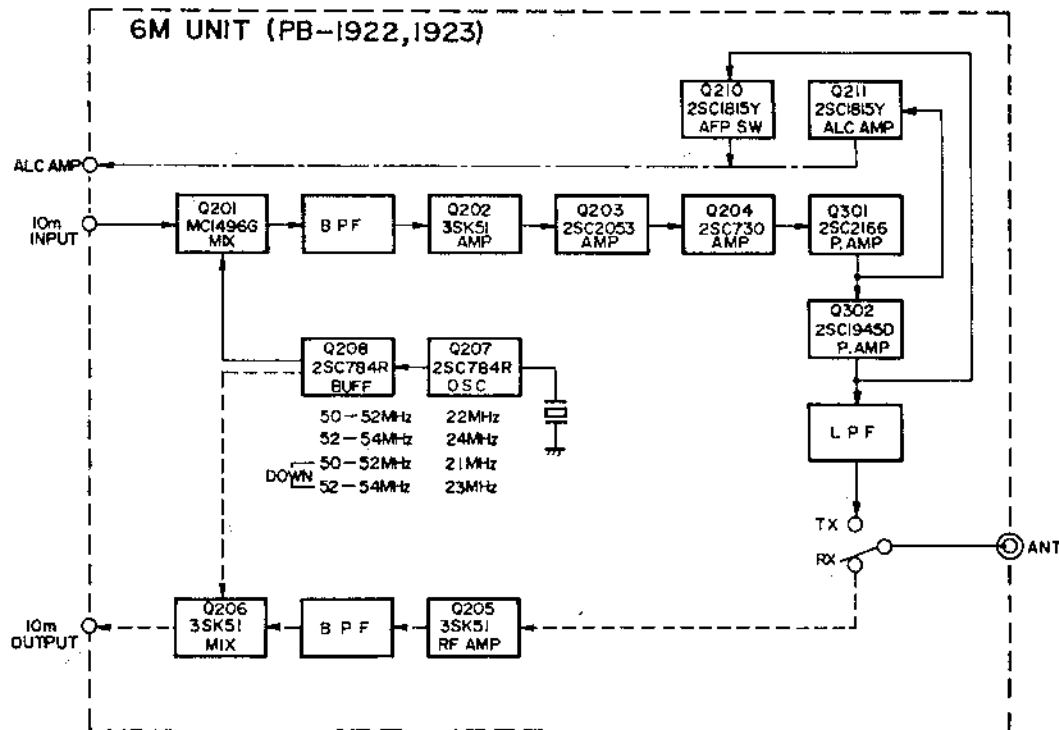 6M UNIT (PB-1922,1923)
Q210
2SC1815Y
AFP SW
Q211
2SC1815Y
ALC AMP
ALC AMP
10m
INPUT
Q201
MC1496G
MIX
BPF
Q202
3SK51
AMP
Q203
2SC2053
AMP
Q204
2SC730
AMP
Q301
2SC2166
P.AMP
Q302
2SC1945D
P.AMP
Q208
2SC784R
BUFF
Q207
2SC784R
OSC
50-52MHz 22MHz
52-54MHz 24MHz
DOWN
50-52MHz 21MHz
52-54MHz 23MHz
LPF
TX
RX
ANT
10m
OUTPUT
Q206
3SK51
MIX
BPF
Q205
3SK51
RF AMP